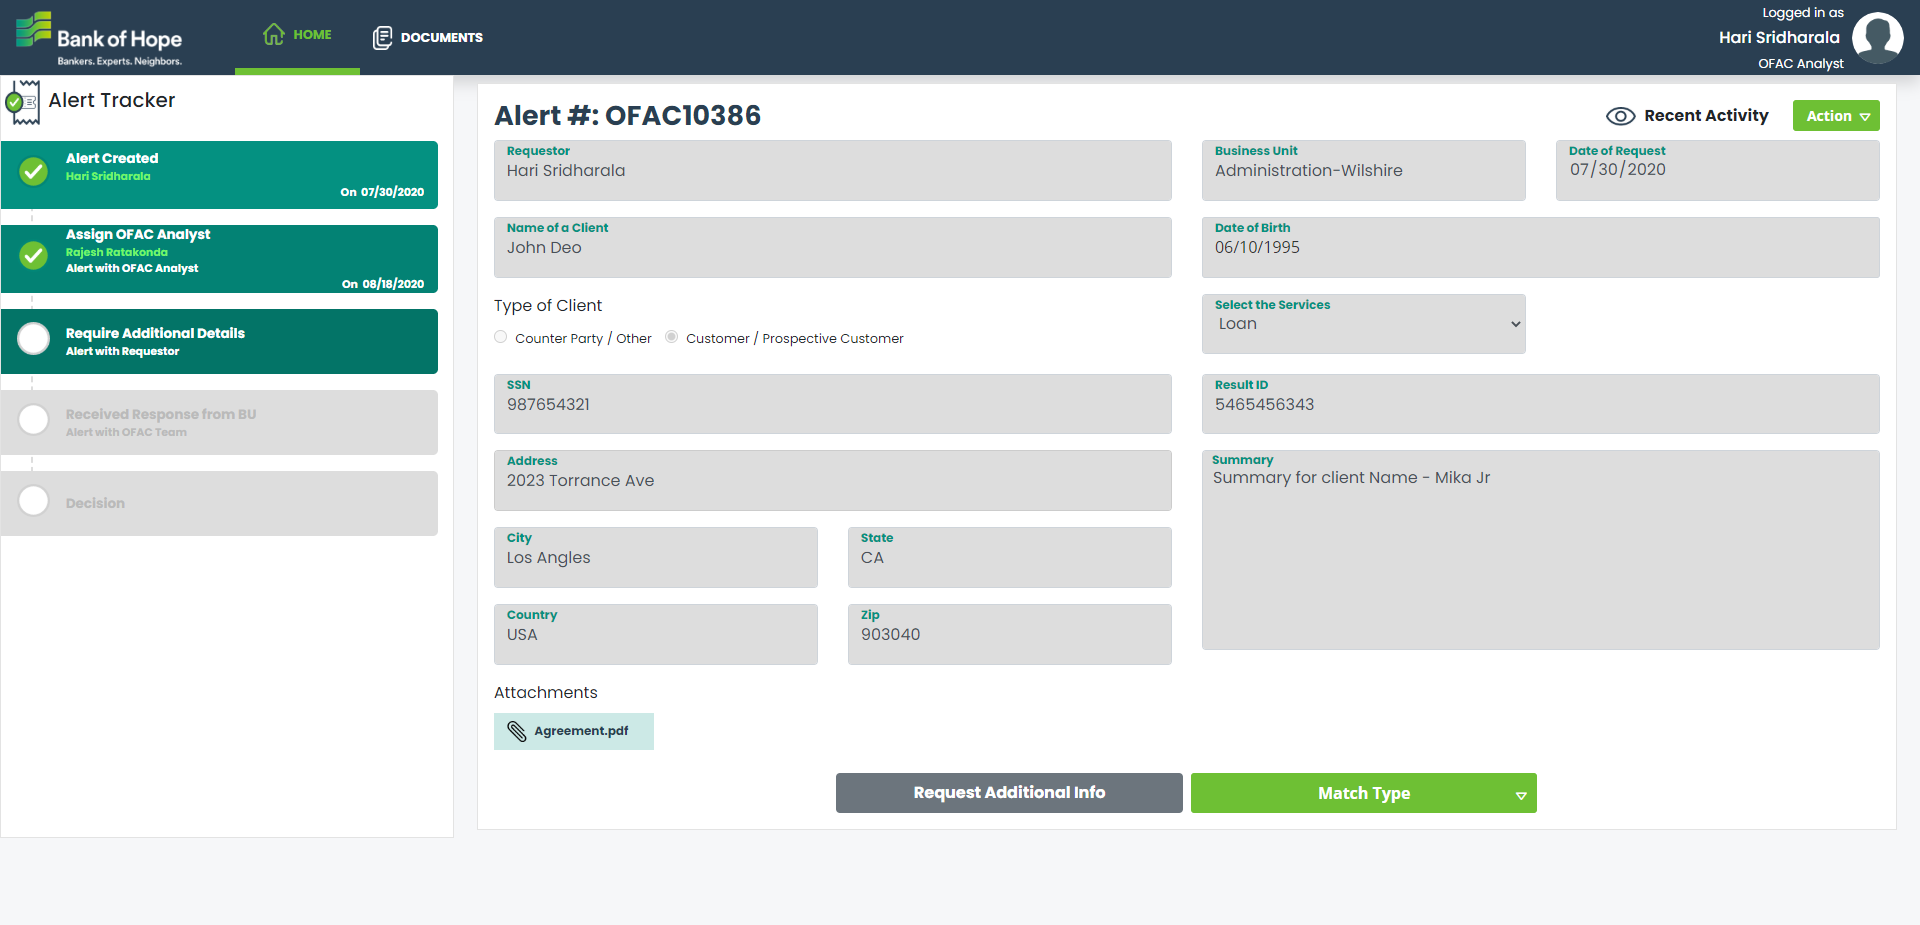 Bank of Hope
Bankers. Experts. Neighbors.
HOME
DOCUMENTS
Logged in as
Hari Sridharala
OFAC Analyst
Alert Tracker
Alert Created
Hari Sridharala
On 07/30/2020
Assign OFAC Analyst
Rajesh Ratakonda
Alert with OFAC Analyst
On 08/18/2020
Require Additional Details
Alert with Requestor
Received Response from BU
Alert with OFAC Team
Decision
Alert #: OFAC10386
Recent Activity
Action
Requestor
Hari Sridharala
Business Unit
Administration-Wilshire
Date of Request
07/30/2020
Name of a Client
John Deo
Date of Birth
06/10/1995
Type of Client
Counter Party / Other
Customer / Prospective Customer
Select the Services
Loan
SSN
987654321
Result ID
5465456343
Address
2023 Torrance Ave
Summary
Summary for client Name - Mika Jr
City
Los Angles
State
CA
Country
USA
Zip
903040
Attachments
Agreement.pdf
Request Additional Info
Match Type